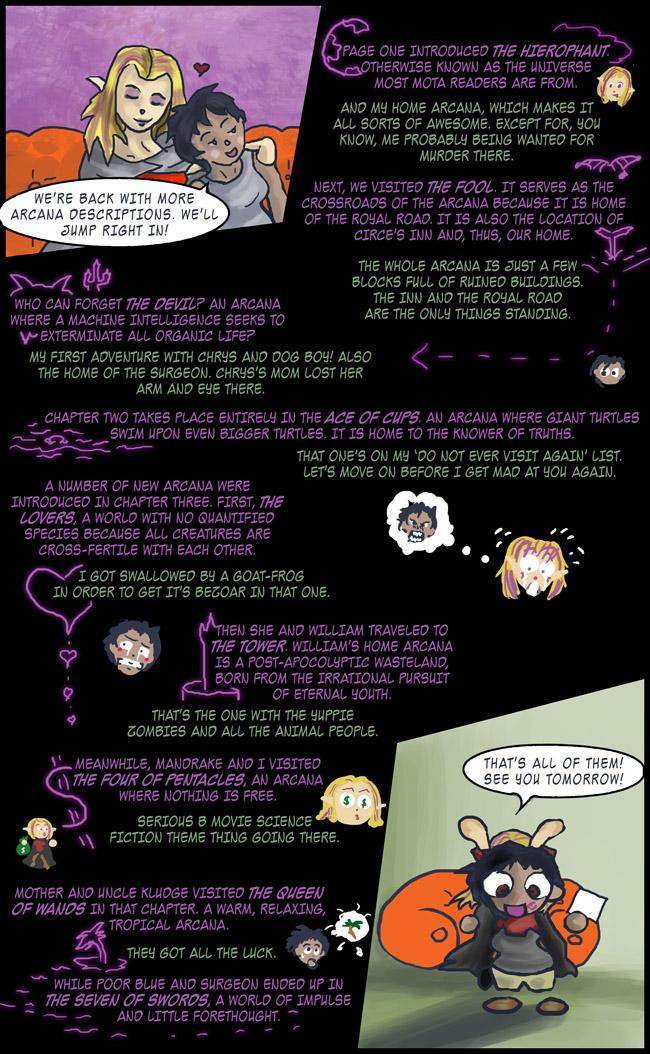 WE'RE BACK WITH MORE
ARCANA DESCRIPTIONS. WE'LL
JUMP RIGHT IN!
PAGE ONE INTRODUCED THE HIEROPHANT.
OTHERWISE KNOWN AS THE UNIVERSE
MOST MOTA READERS ARE FROM.
AND MY HOME ARCANA, WHICH MAKES IT
ALL SORTS OF AWESOME. EXCEPT FOR, YOU
KNOW, ME PROBABLY BEING WANTED FOR
MURDER THERE.
NEXT, WE VISITED THE FOOL. IT SERVES AS THE
CROSSROADS OF THE ARCANA BECAUSE IT IS HOME
OF THE ROYAL ROAD. IT IS ALSO THE LOCATION OF
CIRCE'S INN AND, THUS, OUR HOME.
THE WHOLE ARCANA IS JUST A FEW
BLOCKS FULL OF RUINED BUILDINGS.
THE INN AND THE ROYAL ROAD
ARE THE ONLY THINGS STANDING.
WHO CAN FORGET THE DEVIL? AN ARCANA
WHERE A MACHINE INTELLIGENCE SEEKS TO
EXTERMINATE ALL ORGANIC LIFE?
MY FIRST ADVENTURE WITH CHRYS AND DOG BOY! ALSO
THE HOME OF THE SURGEON. CHRYS'S MOM LOST HER
ARM AND EYE THERE.
CHAPTER TWO TAKES PLACE ENTIRELY IN THE ACE OF CUPS. AN ARCANA WHERE GIANT TURTLES
SWIM UPON EVEN BIGGER TURTLES. IT IS HOME TO THE KNOWER OF TRUTHS.
THAT ONE'S ON MY 'DO NOT EVER VISIT AGAIN' LIST.
LET'S MOVE ON BEFORE I GET MAD AT YOU AGAIN.
A NUMBER OF NEW ARCANA WERE
INTRODUCED IN CHAPTER THREE. FIRST, THE
LOVERS, A WORLD WITH NO QUANTIFIED
SPECIES BECAUSE ALL CREATURES ARE
CROSS-FERTILE WITH EACH OTHER.
I GOT SWALLOWED BY A GOAT-FROG
IN ORDER TO GET IT'S BEZOAR IN THAT ONE.
THEN SHE AND WILLIAM TRAVELED TO
THE TOWER. WILLIAM'S HOME ARCANA
IS A POST-APOCOLYPTIC WASTELAND,
BORN FROM THE IRRATIONAL PURSUIT
OF ETERNAL YOUTH.
THAT'S THE ONE WITH THE YUPPIE
ZOMBIES AND ALL THE ANIMAL PEOPLE.
MEANWHILE, MANDRAKE AND I VISITED
THE FOUR OF PENTACLES, AN ARCANA
WHERE NOTHING IS FREE.
SERIOUS B MOVIE SCIENCE
FICTION THEME THING GOING THERE.
MOTHER AND UNCLE KLUDGE VISITED THE QUEEN
OF WANDS IN THAT CHAPTER. A WARM, RELAXING,
TROPICAL ARCANA.
THEY GOT ALL THE LUCK.
WHILE POOR BLUE AND SURGEON ENDED UP IN
THE SEVEN OF SWORDS, A WORLD OF IMPULSE
AND LITTLE FORETHOUGHT.
THAT'S ALL OF THEM!
SEE YOU TOMORROW!